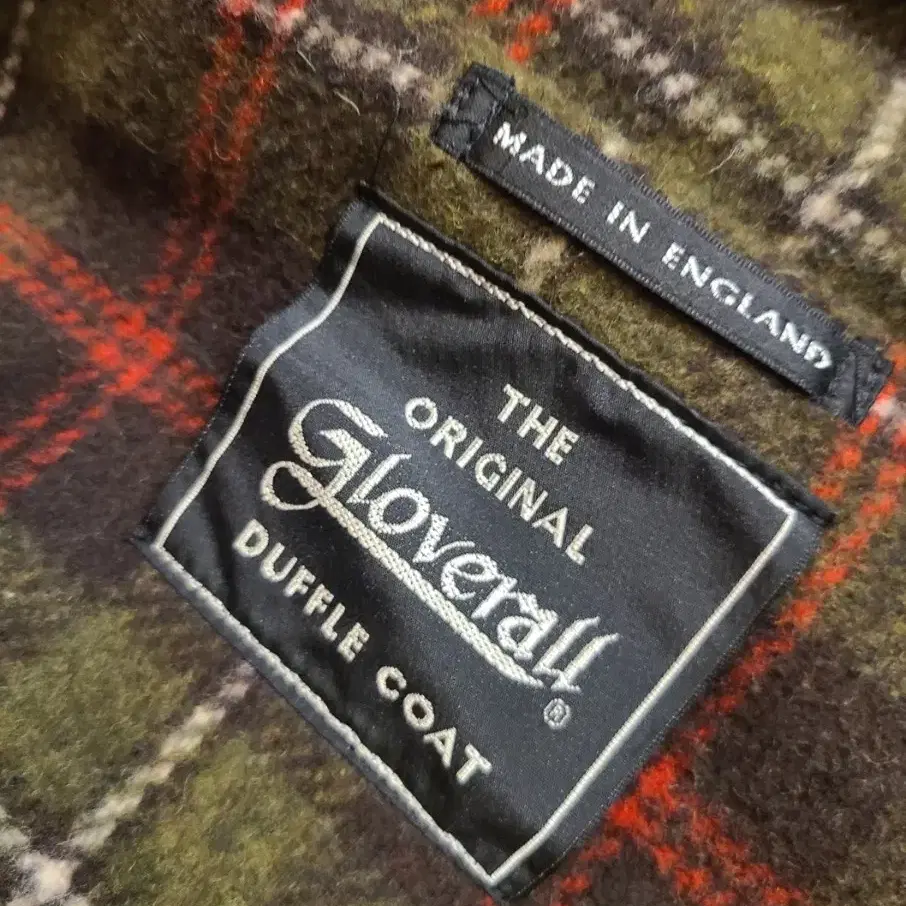 MADE IN ENGLAND
THE
ORIGINAL
Gloverall®
DUFFLE COAT